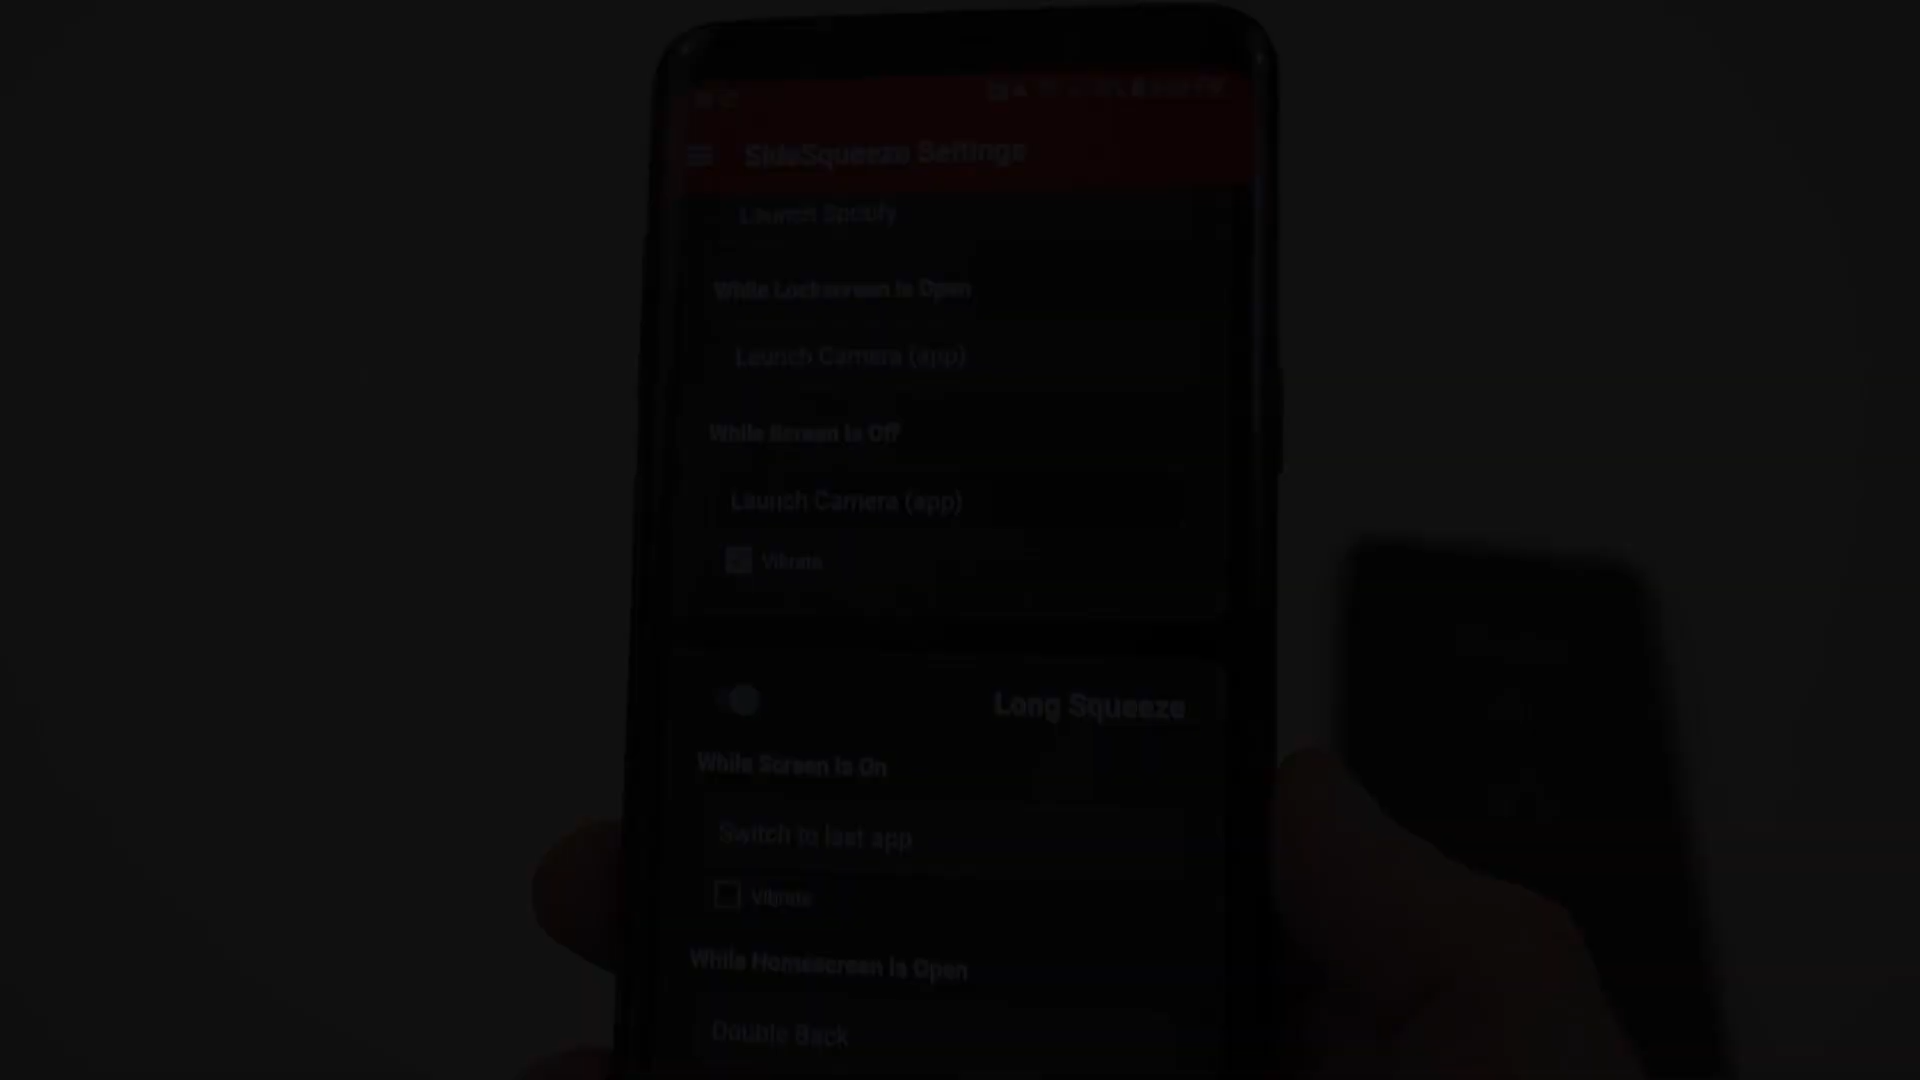 SideSqueeze Settings
Launch Spotify
While Lockscreen Is Open
Launch Camera (app)
While Screen Is Off
Launch Camera (app)
Vibrate
Long Squeeze
While Screen Is On
Switch to last app
Vibrate
While Homescreen Is Open
Double Back